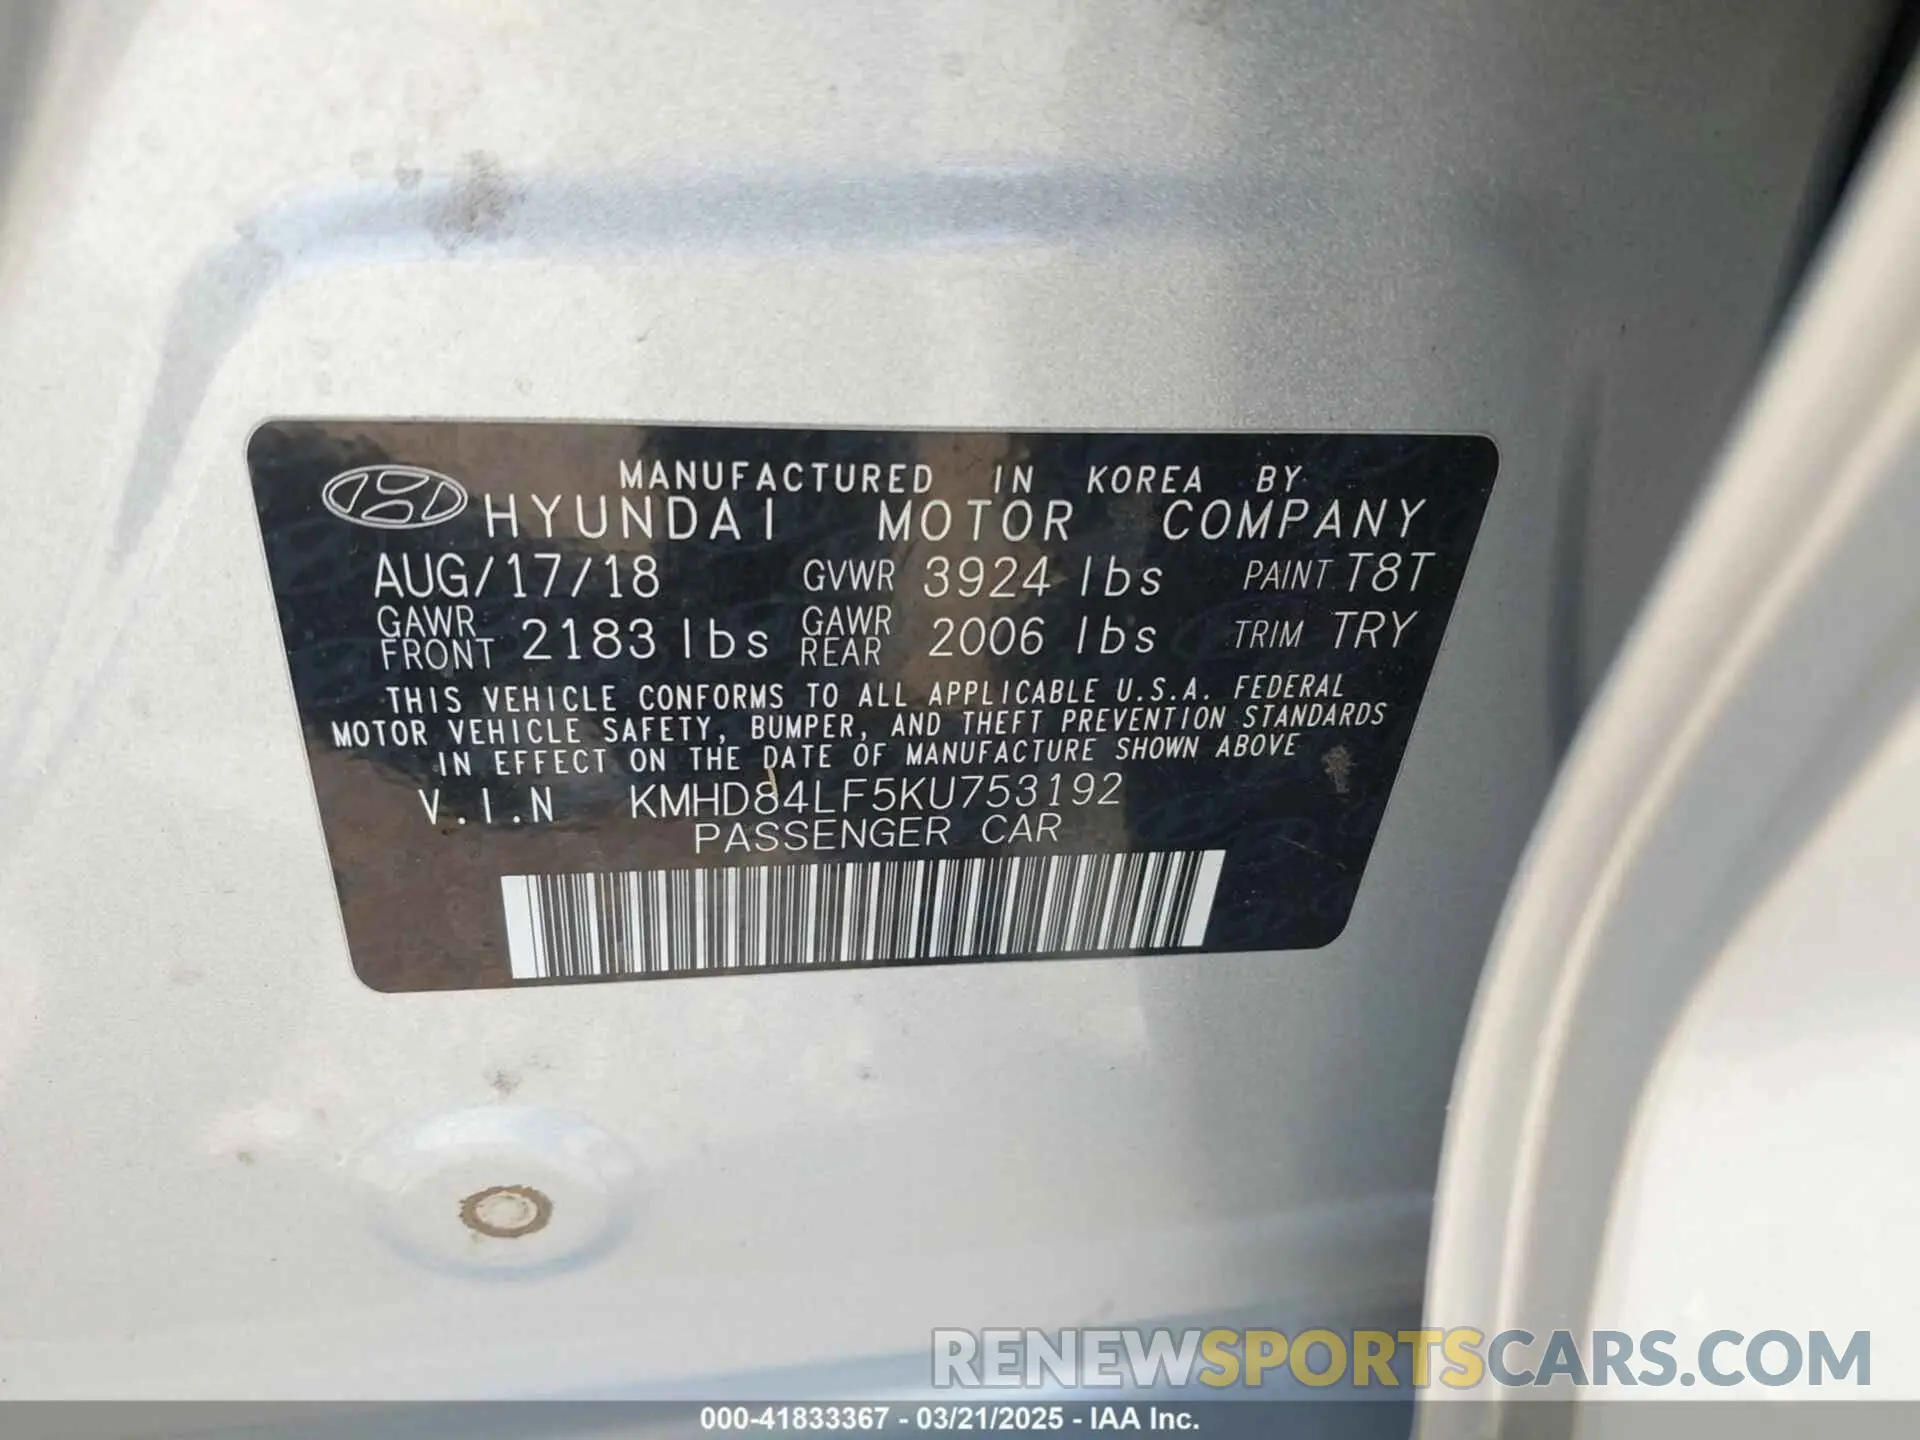 MANUFACTURED IN KOREA BY
HYUNDAI MOTOR COMPANY
AUG/17/18 GVWR 3924 lbs PAINT T8T
GAWR FRONT 2183 lbs GAWR REAR 2006 lbs TRIM TRY
THIS VEHICLE CONFORMS TO ALL APPLICABLE U.S.A. FEDERAL
MOTOR VEHICLE SAFETY, BUMPER, AND THEFT PREVENTION STANDARDS
IN EFFECT ON THE DATE OF MANUFACTURE SHOWN ABOVE
V.I.N KMHD84LF5KU753192
PASSENGER CAR
RENEWSPORTSCARS.COM
000-41833367 - 03/21/2025 - IAA Inc.